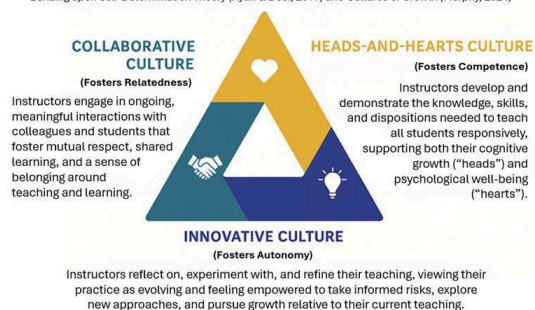 COLLABORATIVE
CULTURE
(Fosters Relatedness)
Instructors engage in ongoing,
meaningful interactions with
colleagues and students that
foster mutual respect, shared
learning, and a sense of
belonging around
teaching and learning.
HEADS-AND-HEARTS CULTURE
(Fosters Competence)
Instructors develop and
demonstrate the knowledge, skills,
and dispositions needed to teach
all students responsively,
supporting both their cognitive
growth (“heads”) and
psychological well-being
(“hearts”).
INNOVATIVE CULTURE
(Fosters Autonomy)
Instructors reflect on, experiment with, and refine their teaching, viewing their
practice as evolving and feeling empowered to take informed risks, explore
new approaches, and pursue growth relative to their current teaching.